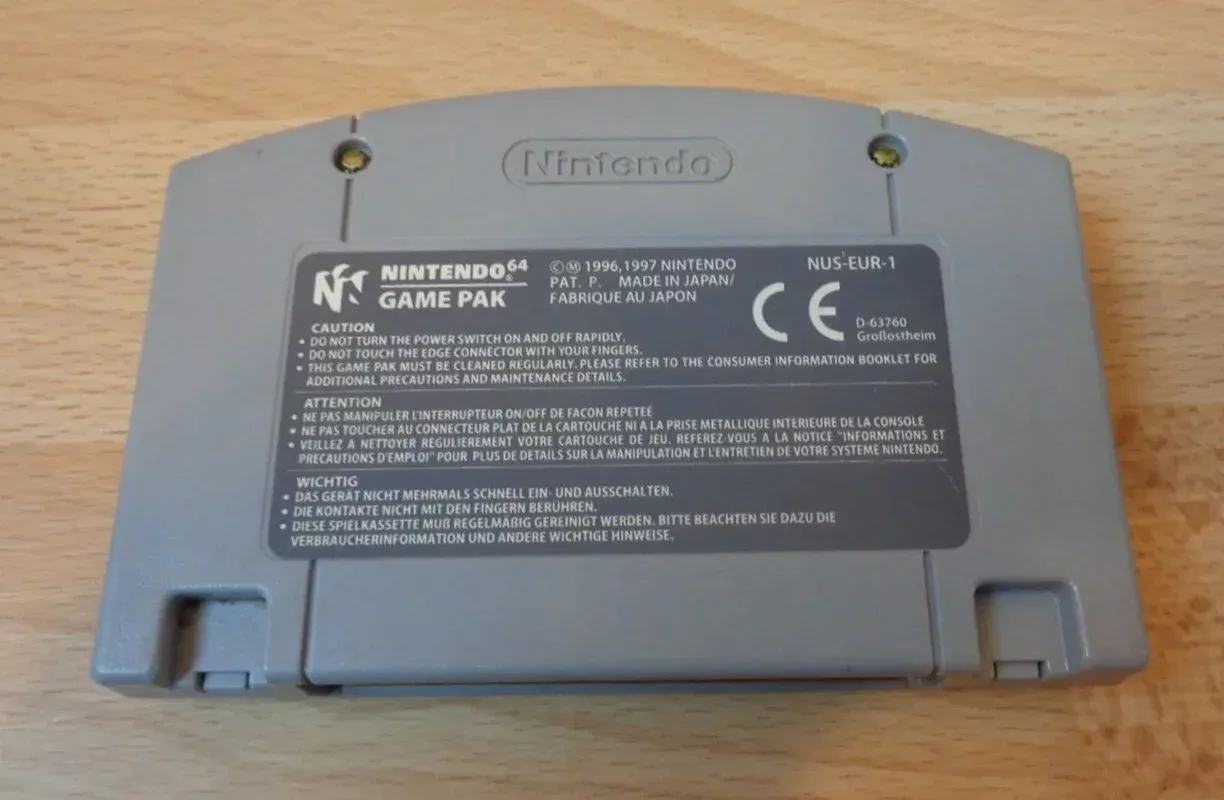 Nintendo®
NINTENDO⁶⁴®
GAME PAK
©Ⓜ 1996,1997 NINTENDO
PAT. P. MADE IN JAPAN/
FABRIQUE AU JAPON
NUS-EUR-1
CE
D-63760
Großostheim
CAUTION
• DO NOT TURN THE POWER SWITCH ON AND OFF RAPIDLY.
• DO NOT TOUCH THE EDGE CONNECTOR WITH YOUR FINGERS.
• THIS GAME PAK MUST BE CLEANED REGULARLY. PLEASE REFER TO THE CONSUMER INFORMATION BOOKLET FOR
ADDITIONAL PRECAUTIONS AND MAINTENANCE DETAILS.
ATTENTION
• NE PAS MANIPULER L'INTERRUPTEUR ON/OFF DE FACON REPETEE
• NE PAS TOUCHER AU CONNECTEUR PLAT DE LA CARTOUCHE NI A LA PRISE METALLIQUE INTERIEURE DE LA CONSOLE
• VEILLEZ A NETTOYER REGULIEREMENT VOTRE CARTOUCHE DE JEU. REFEREZ-VOUS A LA NOTICE "INFORMATIONS ET
PRECAUTIONS D'EMPLOI" POUR PLUS DE DETAILS SUR LA MANIPULATION ET L'ENTRETIEN DE VOTRE SYSTEME NINTENDO.
WICHTIG
• DAS GERÄT NICHT MEHRMALS SCHNELL EIN- UND AUSSCHALTEN.
• DIE KONTAKTE NICHT MIT DEN FINGERN BERÜHREN.
• DIESE SPIELKASSETTE MUß REGELMÄßIG GEREINIGT WERDEN. BITTE BEACHTEN SIE DAZU DIE
VERBRAUCHERINFORMATION UND ANDERE WICHTIGE HINWEISE.